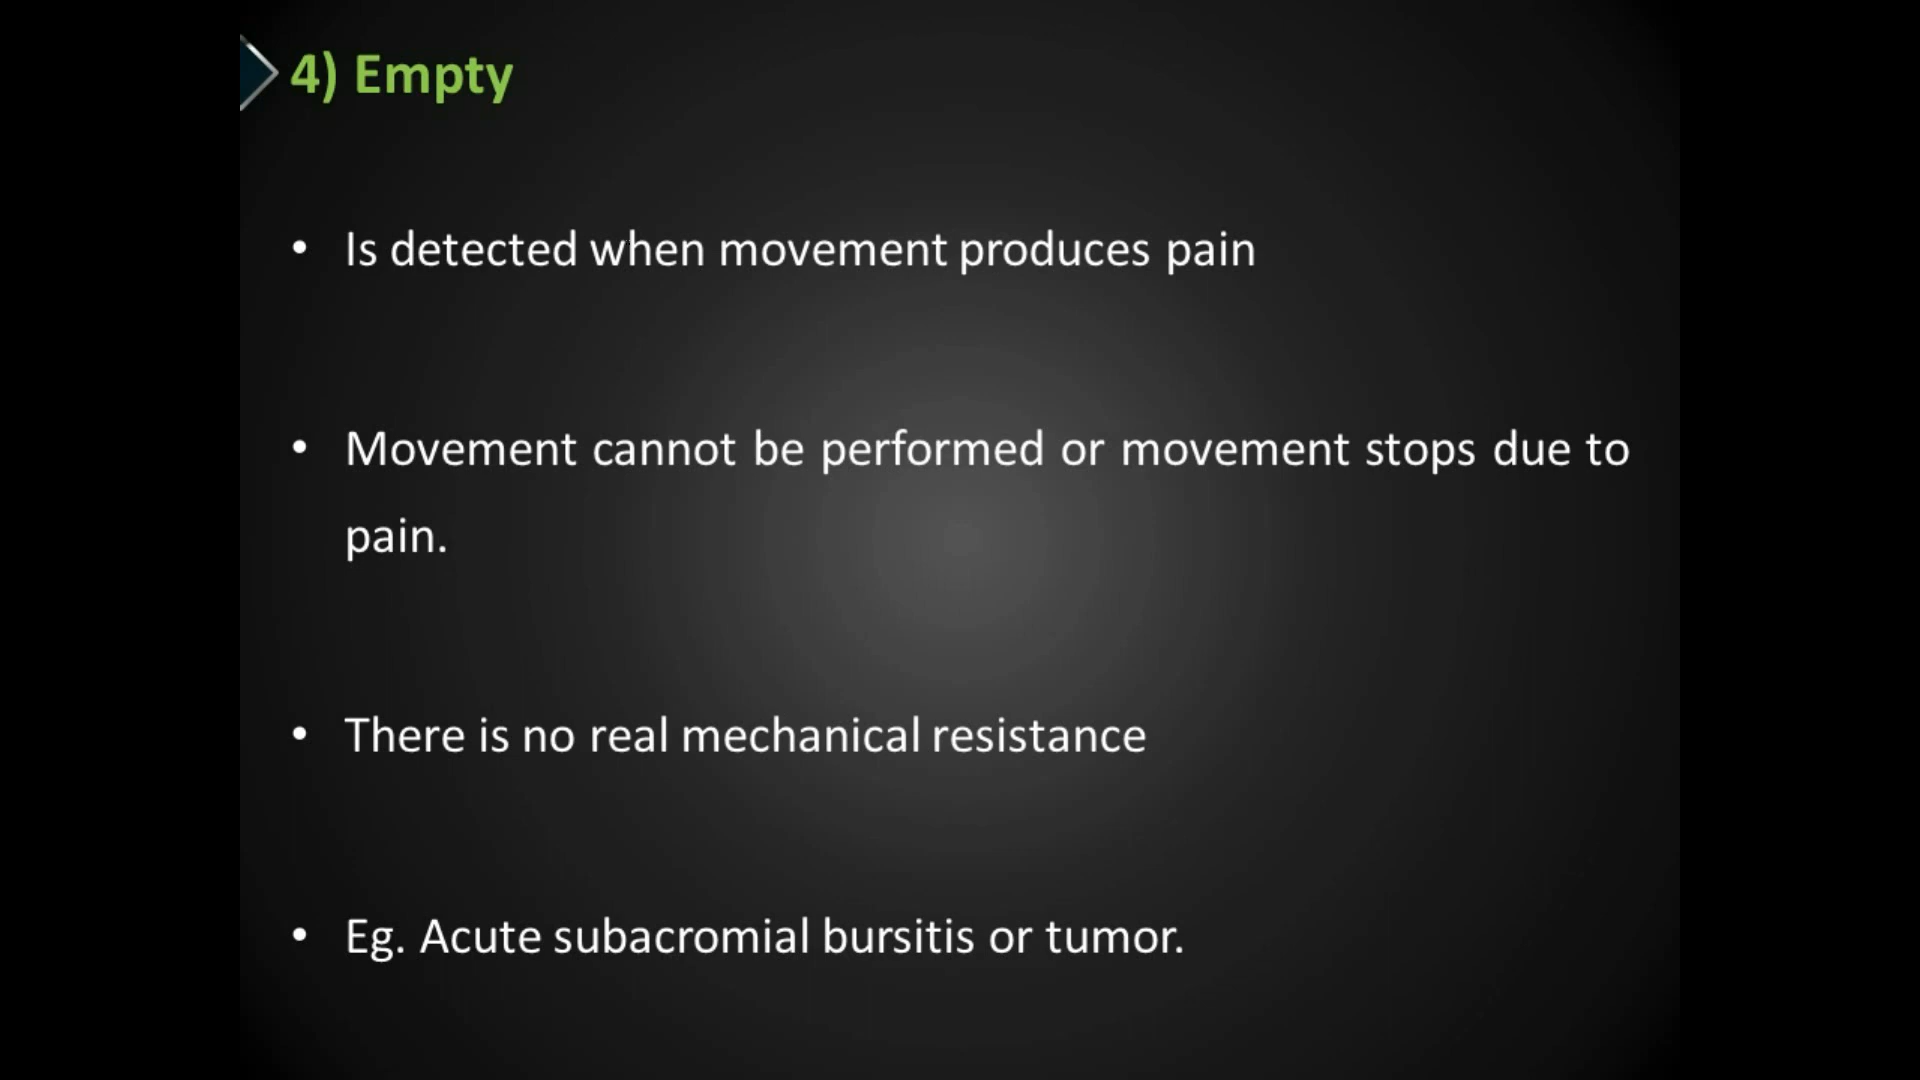 4) Empty
• Is detected when movement produces pain
• Movement cannot be performed or movement stops due to
pain.
• There is no real mechanical resistance
• Eg. Acute subacromial bursitis or tumor.